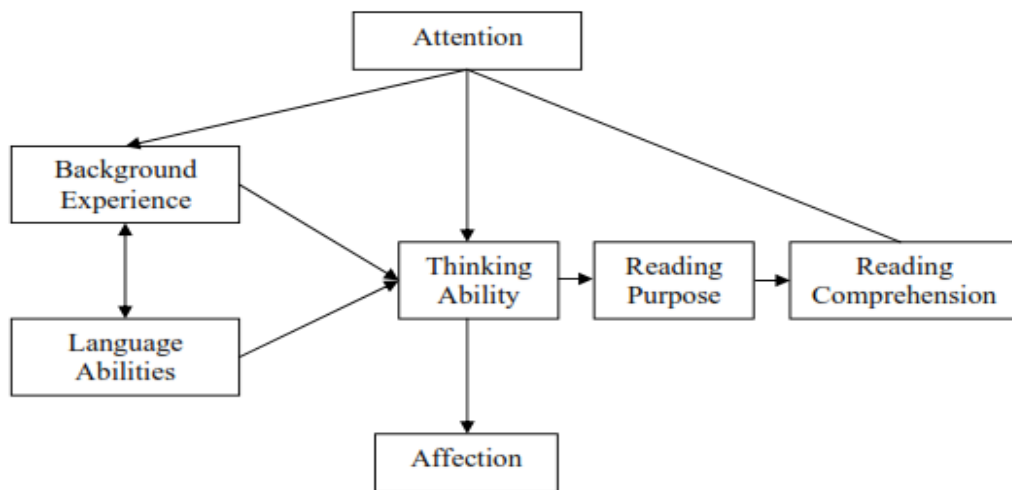 Attention
Background
Experience
Thinking
Ability
Reading
Purpose
Reading
Comprehension
Language
Abilities
Affection